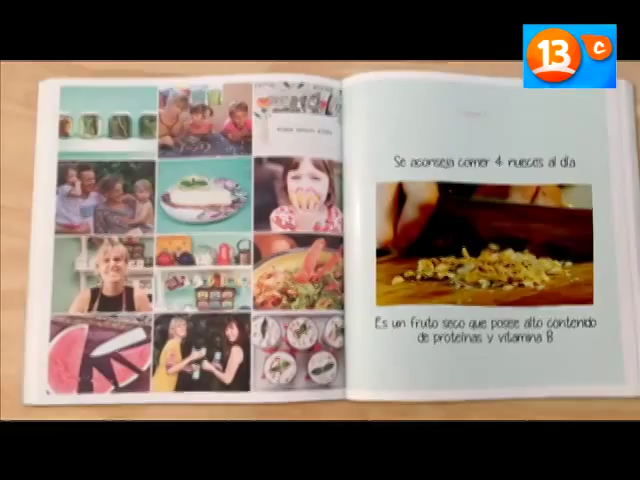 13
C
Se aconseja comer 4 nueces al día
Es un fruto seco que posee alto contenido
de proteínas y vitamina B